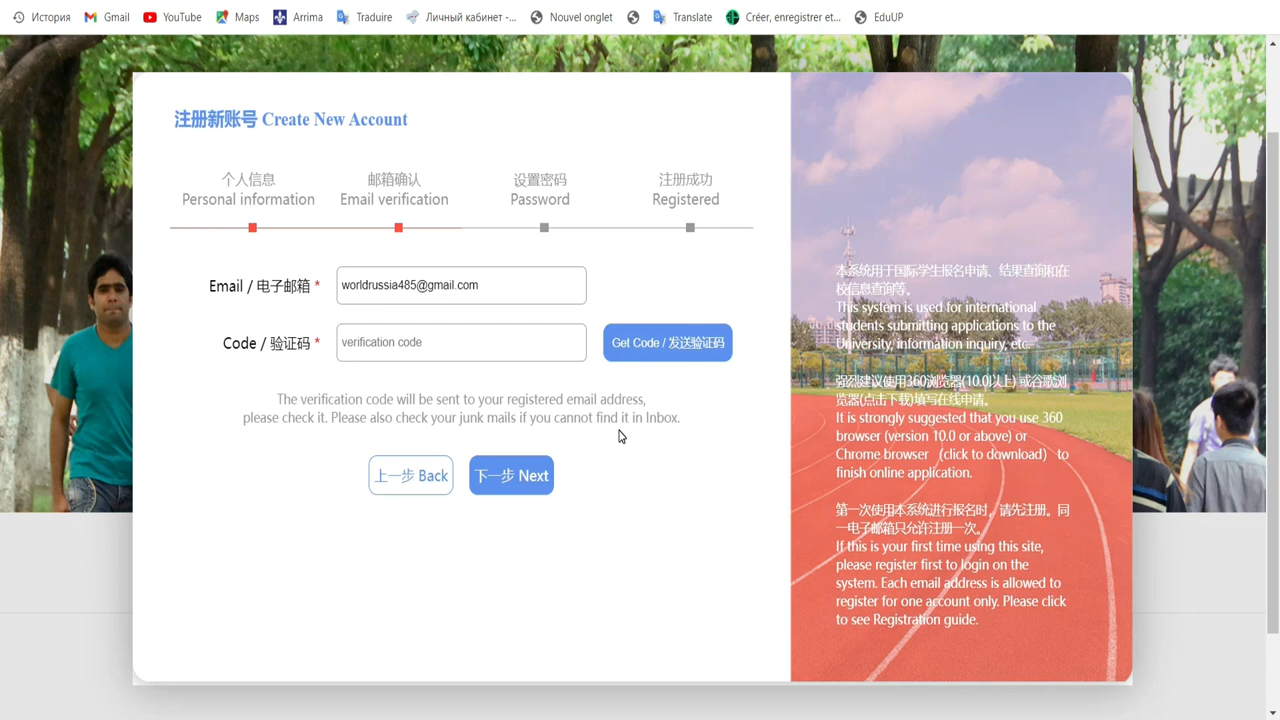 История
Gmail
YouTube
Maps
Arrima
Traduire
Личный кабинет -...
Nouvel onglet
Translate
Créer, enregistrer et...
EduUP
注册新账号 Create New Account
个人信息
Personal information
邮箱确认
Email verification
设置密码
Password
注册成功
Registered
Email / 电子邮箱 *
worldrussia485@gmail.com
Code / 验证码 *
verification code
Get Code / 发送验证码
The verification code will be sent to your registered email address,
please check it. Please also check your junk mails if you cannot find it in Inbox.
上一步 Back
下一步 Next
本系统用于国际学生报名申请、结果查询和在
校信息查询等。
This system is used for international
students submitting applications to the
University, information inquiry, etc.
强烈建议使用360浏览器(10.0以上) 或谷歌浏
览器(点击下载)填写在线申请。
It is strongly suggested that you use 360
browser (version 10.0 or above) or
Chrome browser （click to download） to
finish online application.
第一次使用本系统进行报名时，请先注册。同
一电子邮箱只允许注册一次。
If this is your first time using this site,
please register first to login on the
system. Each email address is allowed to
register for one account only. Please click
to see Registration guide.